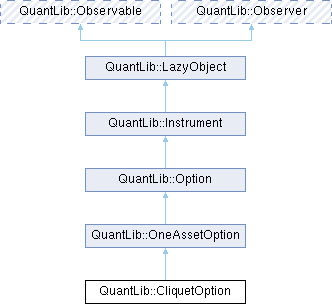 QuantLib::Observable
QuantLib::Observer
QuantLib::LazyObject
QuantLib::Instrument
QuantLib::Option
QuantLib::OneAssetOption
QuantLib::CliquetOption